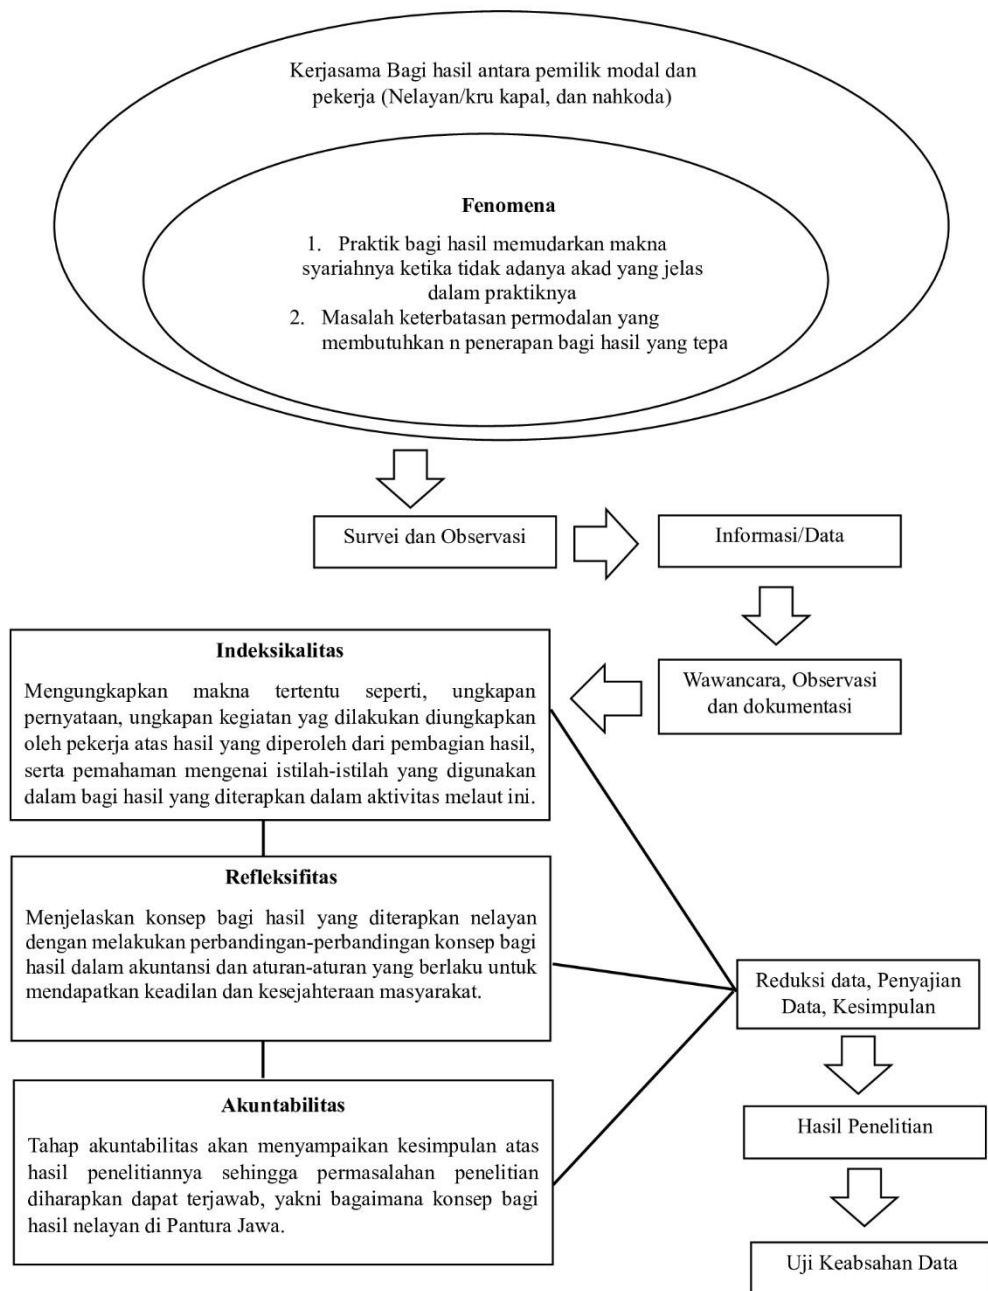 Kerjasama Bagi hasil antara pemilik modal dan
pekerja (Nelayan/kru kapal, dan nahkoda)
Fenomena
1. Praktik bagi hasil memudarkan makna
syariahnya ketika tidak adanya akad yang jelas
dalam praktiknya
2. Masalah keterbatasan permodalan yang
membutuhkan n penerapan bagi hasil yang tepa
Survei dan Observasi
Informasi/Data
Wawancara, Observasi
dan dokumentasi
Indeksikalitas
Mengungkapkan makna tertentu seperti, ungkapan
pernyataan, ungkapan kegiatan yag dilakukan diungkapkan
oleh pekerja atas hasil yang diperoleh dari pembagian hasil,
serta pemahaman mengenai istilah-istilah yang digunakan
dalam bagi hasil yang diterapkan dalam aktivitas melaut ini.
Refleksifitas
Menjelaskan konsep bagi hasil yang diterapkan nelayan
dengan melakukan perbandingan-perbandingan konsep bagi
hasil dalam akuntansi dan aturan-aturan yang berlaku untuk
mendapatkan keadilan dan kesejahteraan masyarakat.
Akuntabilitas
Tahap akuntabilitas akan menyampaikan kesimpulan atas
hasil penelitiannya sehingga permasalahan penelitian
diharapkan dapat terjawab, yakni bagaimana konsep bagi
hasil nelayan di Pantura Jawa.
Reduksi data, Penyajian
Data, Kesimpulan
Hasil Penelitian
Uji Keabsahan Data